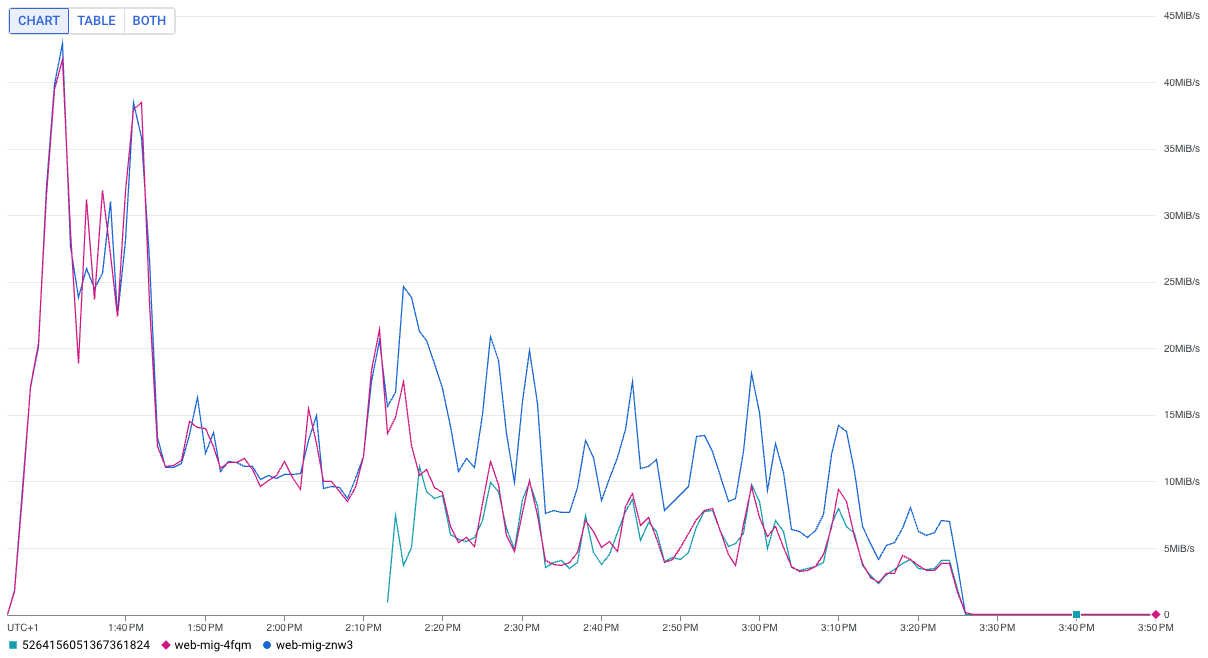 CHART TABLE BOTH
45MiB/s
40MiB/s
35MiB/s
30MiB/s
25MiB/s
20MiB/s
15MiB/s
10MiB/s
5MiB/s
0
UTC+1 1:40 PM 1:50 PM 2:00 PM 2:10 PM 2:20 PM 2:30 PM 2:40 PM 2:50 PM 3:00 PM 3:10 PM 3:20 PM 3:30 PM 3:40 PM 3:50 PM
5264156051367361824 web-mig-4fqm web-mig-znw3